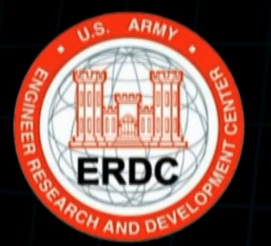 U.S. ARMY
ENGINEER RESEARCH AND DEVELOPMENT CENTER
ERDC